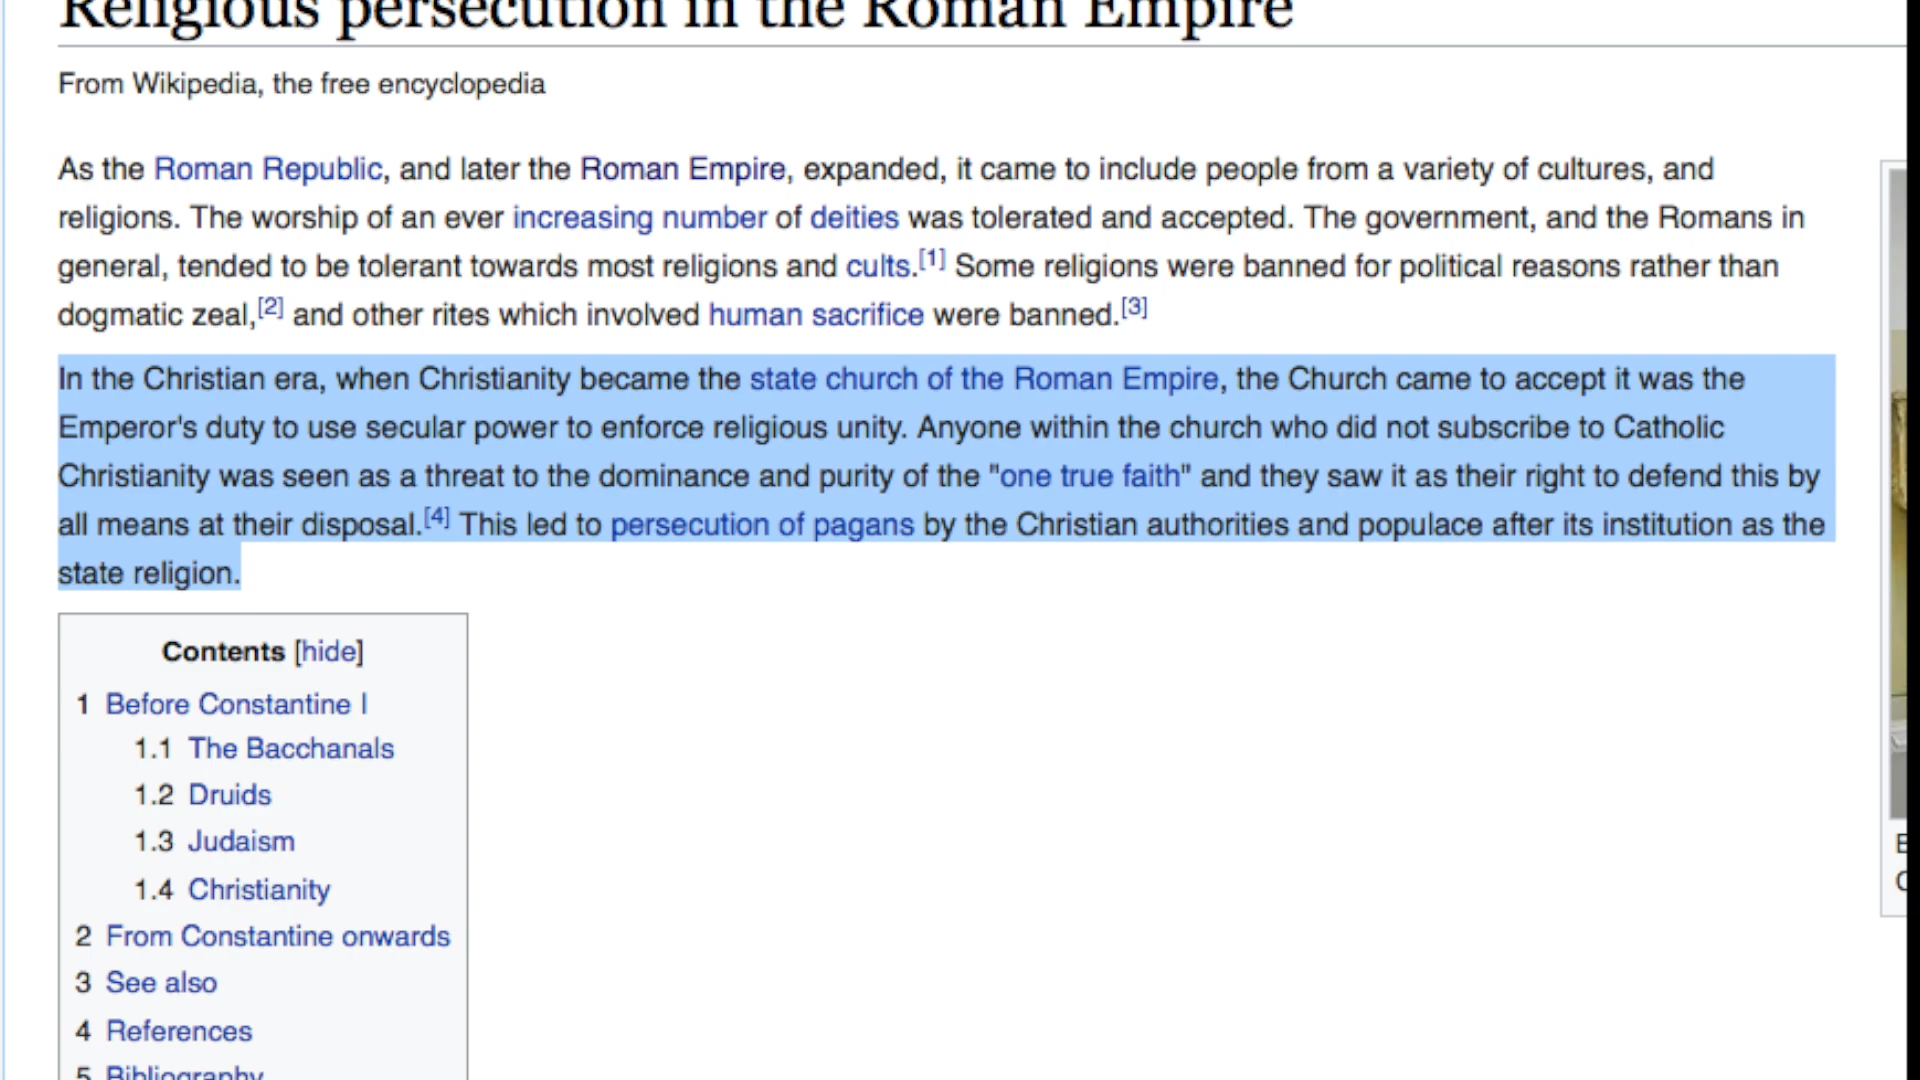 Religious persecution in the Roman Empire
From Wikipedia, the free encyclopedia
As the Roman Republic, and later the Roman Empire, expanded, it came to include people from a variety of cultures, and
religions. The worship of an ever increasing number of deities was tolerated and accepted. The government, and the Romans in
general, tended to be tolerant towards most religions and cults.[1] Some religions were banned for political reasons rather than
dogmatic zeal,[2] and other rites which involved human sacrifice were banned.[3]
In the Christian era, when Christianity became the state church of the Roman Empire, the Church came to accept it was the
Emperor's duty to use secular power to enforce religious unity. Anyone within the church who did not subscribe to Catholic
Christianity was seen as a threat to the dominance and purity of the "one true faith" and they saw it as their right to defend this by
all means at their disposal.[4] This led to persecution of pagans by the Christian authorities and populace after its institution as the
state religion.
Contents [hide]
1 Before Constantine I
1.1 The Bacchanals
1.2 Druids
1.3 Judaism
1.4 Christianity
2 From Constantine onwards
3 See also
4 References
5 Bibliography